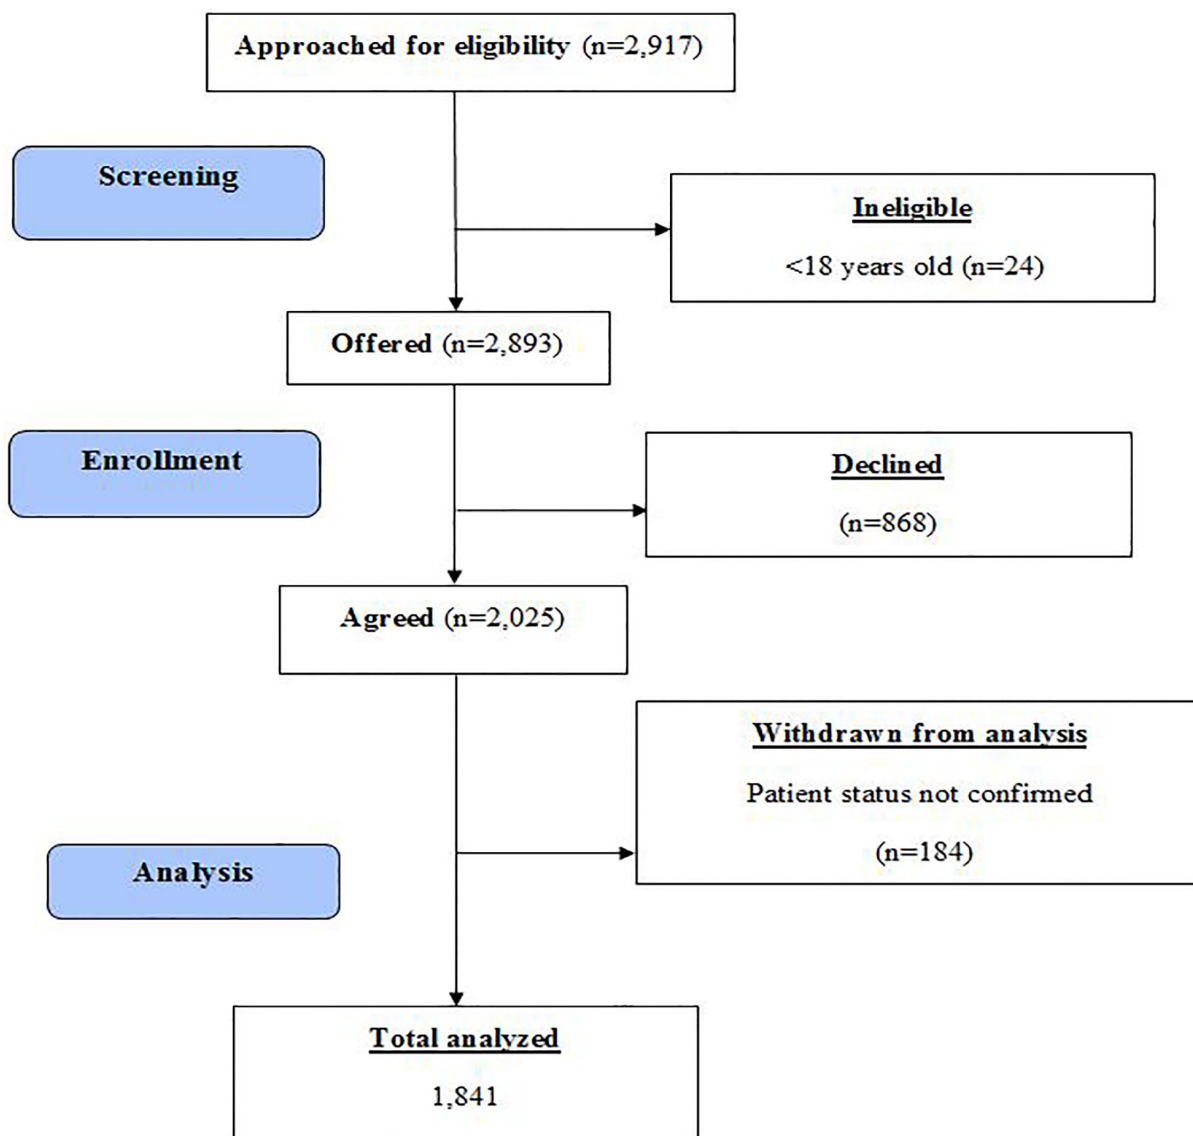 Approached for eligibility (n=2,917)
Screening
Ineligible
<18 years old (n=24)
Offered (n=2,893)
Enrollment
Declined
(n=868)
Agreed (n=2,025)
Withdrawn from analysis
Patient status not confirmed
(n=184)
Analysis
Total analyzed
1,841